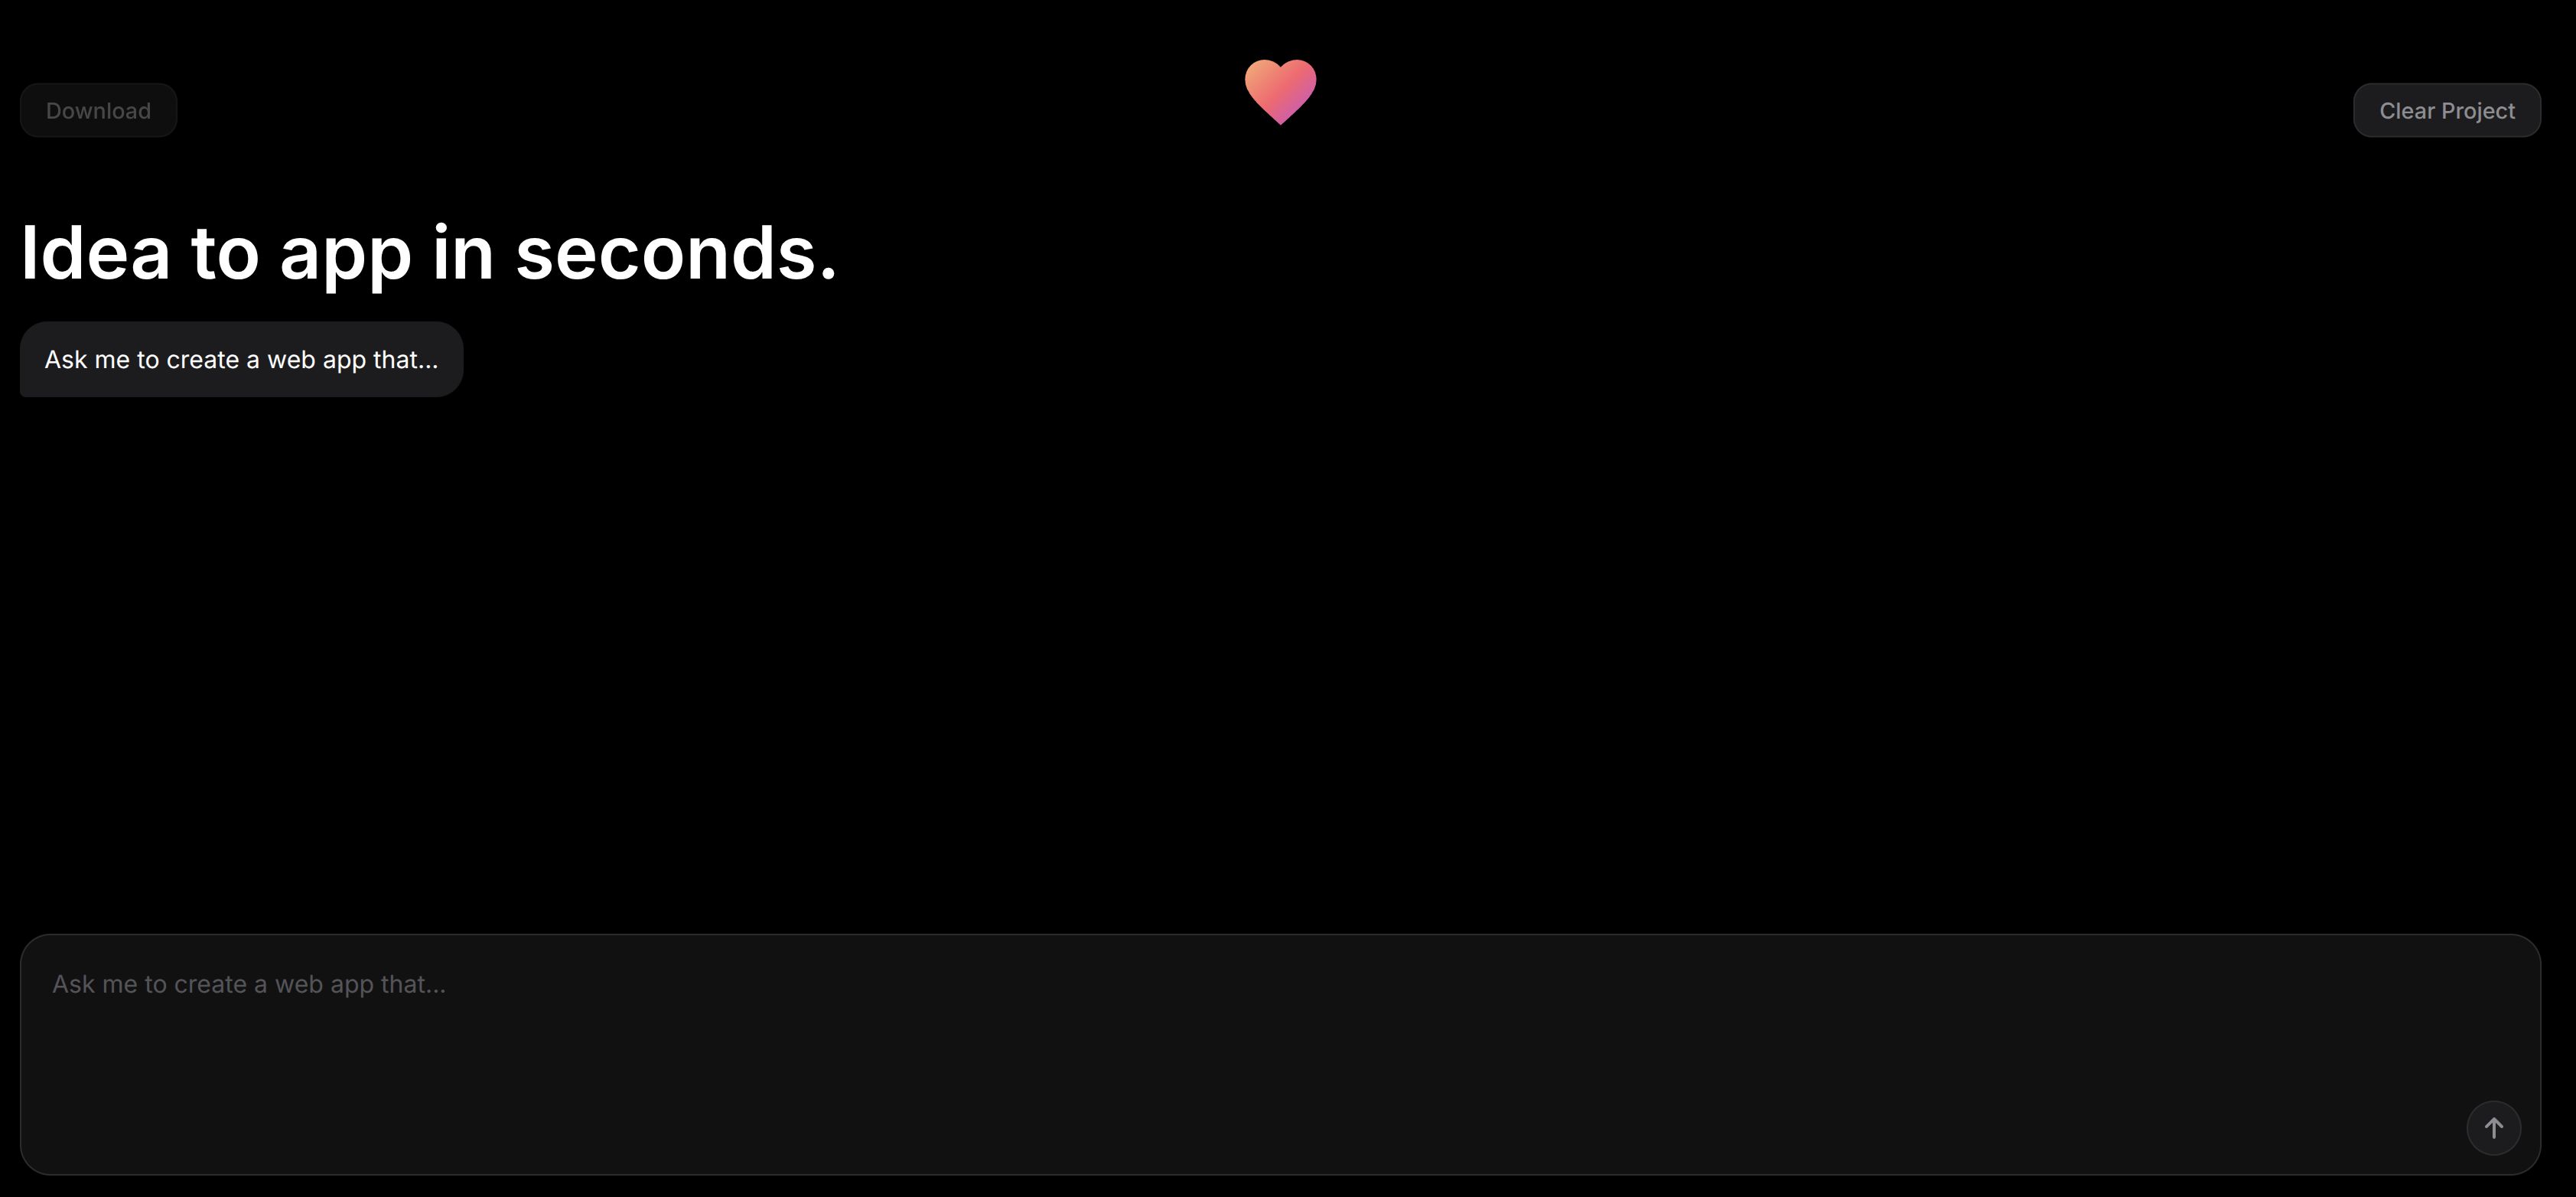 Download
Clear Project
Idea to app in seconds.
Ask me to create a web app that...
Ask me to create a web app that...